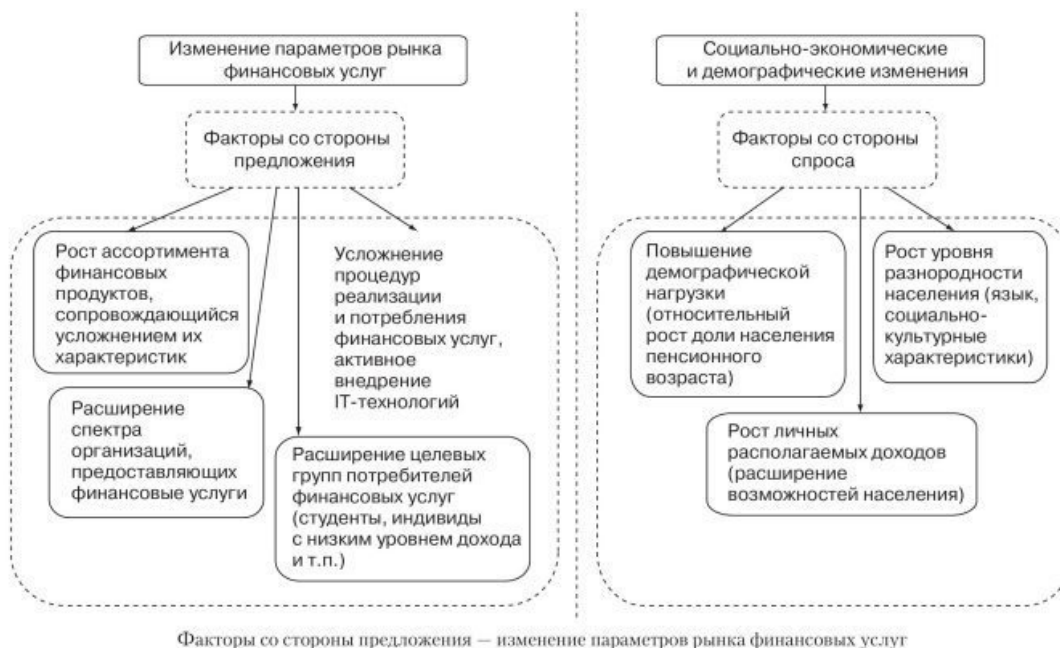 Изменение параметров рынка
финансовых услуг
Факторы со стороны
предложения
Рост ассортимента
финансовых
продуктов,
сопровождающийся
усложнением их
характеристик
Усложнение
процедур
реализации
и потребления
финансовых услуг,
активное
внедрение
IT-технологий
Расширение
спектра
организаций,
предоставляющих
финансовые услуги
Расширение целевых
групп потребителей
финансовых услуг
(студенты, индивиды
с низким уровнем дохода
и т.п.)
Социально-экономические
и демографические изменения
Факторы со стороны
спроса
Повышение
демографической
нагрузки
(относительный
рост доли населения
пенсионного
возраста)
Рост уровня
разнородности
населения (язык,
социально-
культурные
характеристики)
Рост личных
располагаемых доходов
(расширение
возможностей населения)
Факторы со стороны предложения — изменение параметров рынка финансовых услуг